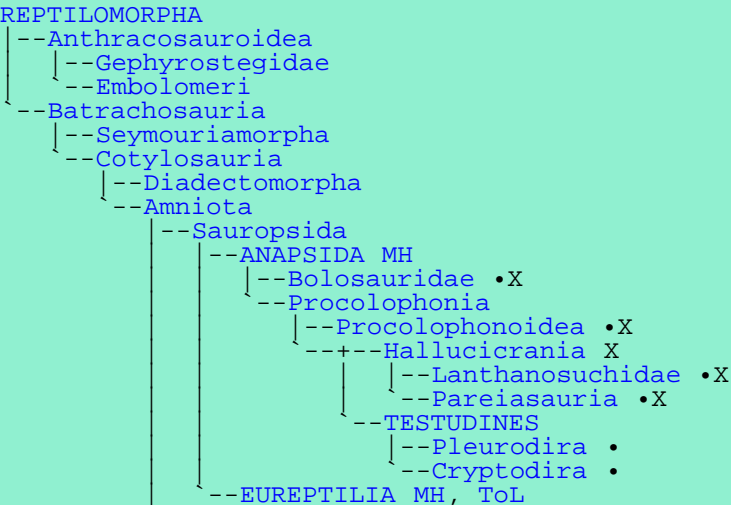 REPTILOMORPHA
|--Anthracosauroidea
|  |--Gephyrostegidae
|  `--Embolomeri
`--Batrachosauria
   |--Seymouriamorpha
   `--Cotylosauria
      |--Diadectomorpha
      `--Amniota
         |--Sauropsida
         |  |--ANAPSIDA MH
         |  |  |--Bolosauridae •X
         |  |  `--Procolophonia
         |  |     |--Procolophonoidea •X
         |  |     `--+--Hallucicrania X
         |  |        |  |--Lanthanosuchidae •X
         |  |        |  `--Pareiasauria •X
         |  |        `--TESTUDINES
         |  |           |--Pleurodira •
         |  |           `--Cryptodira •
         |  `--EUREPTILIA MH, ToL